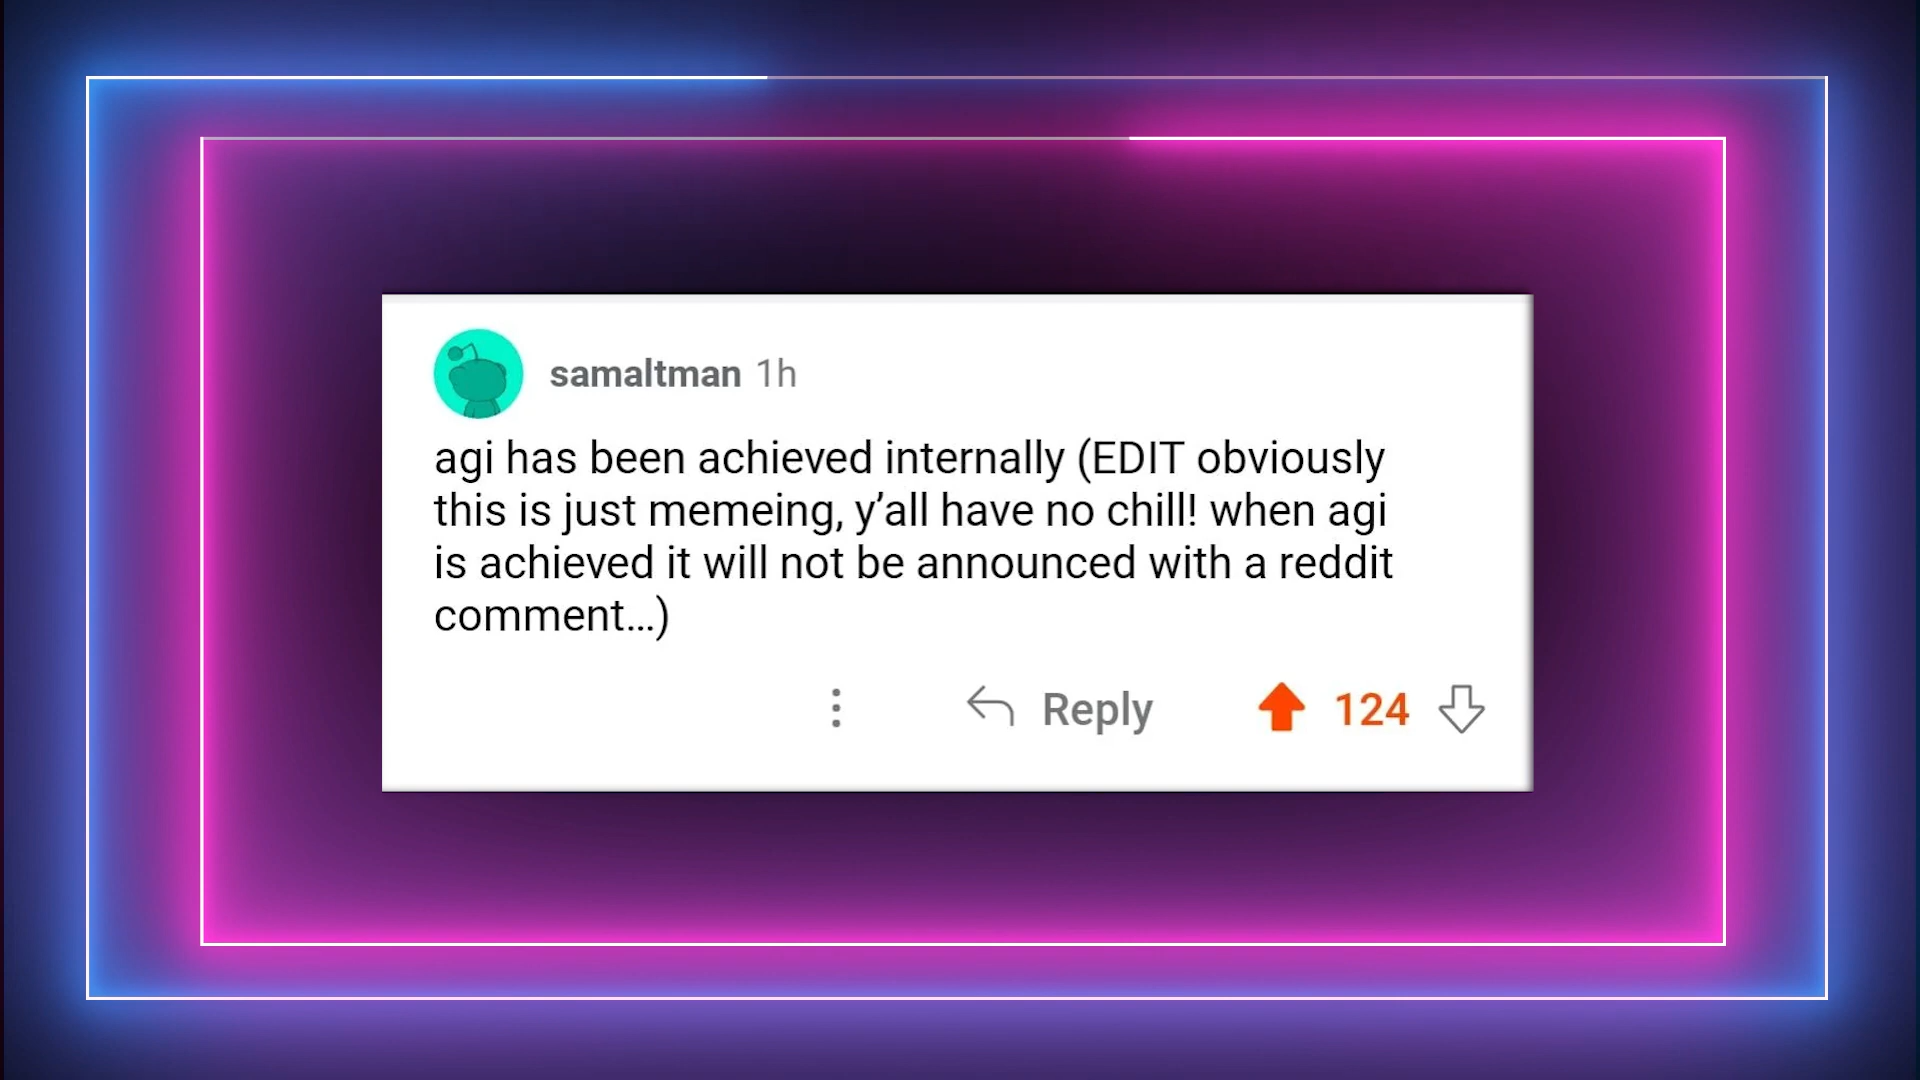 samaltman 1h
agi has been achieved internally (EDIT obviously
this is just memeing, y’all have no chill! when agi
is achieved it will not be announced with a reddit
comment…)
Reply 124